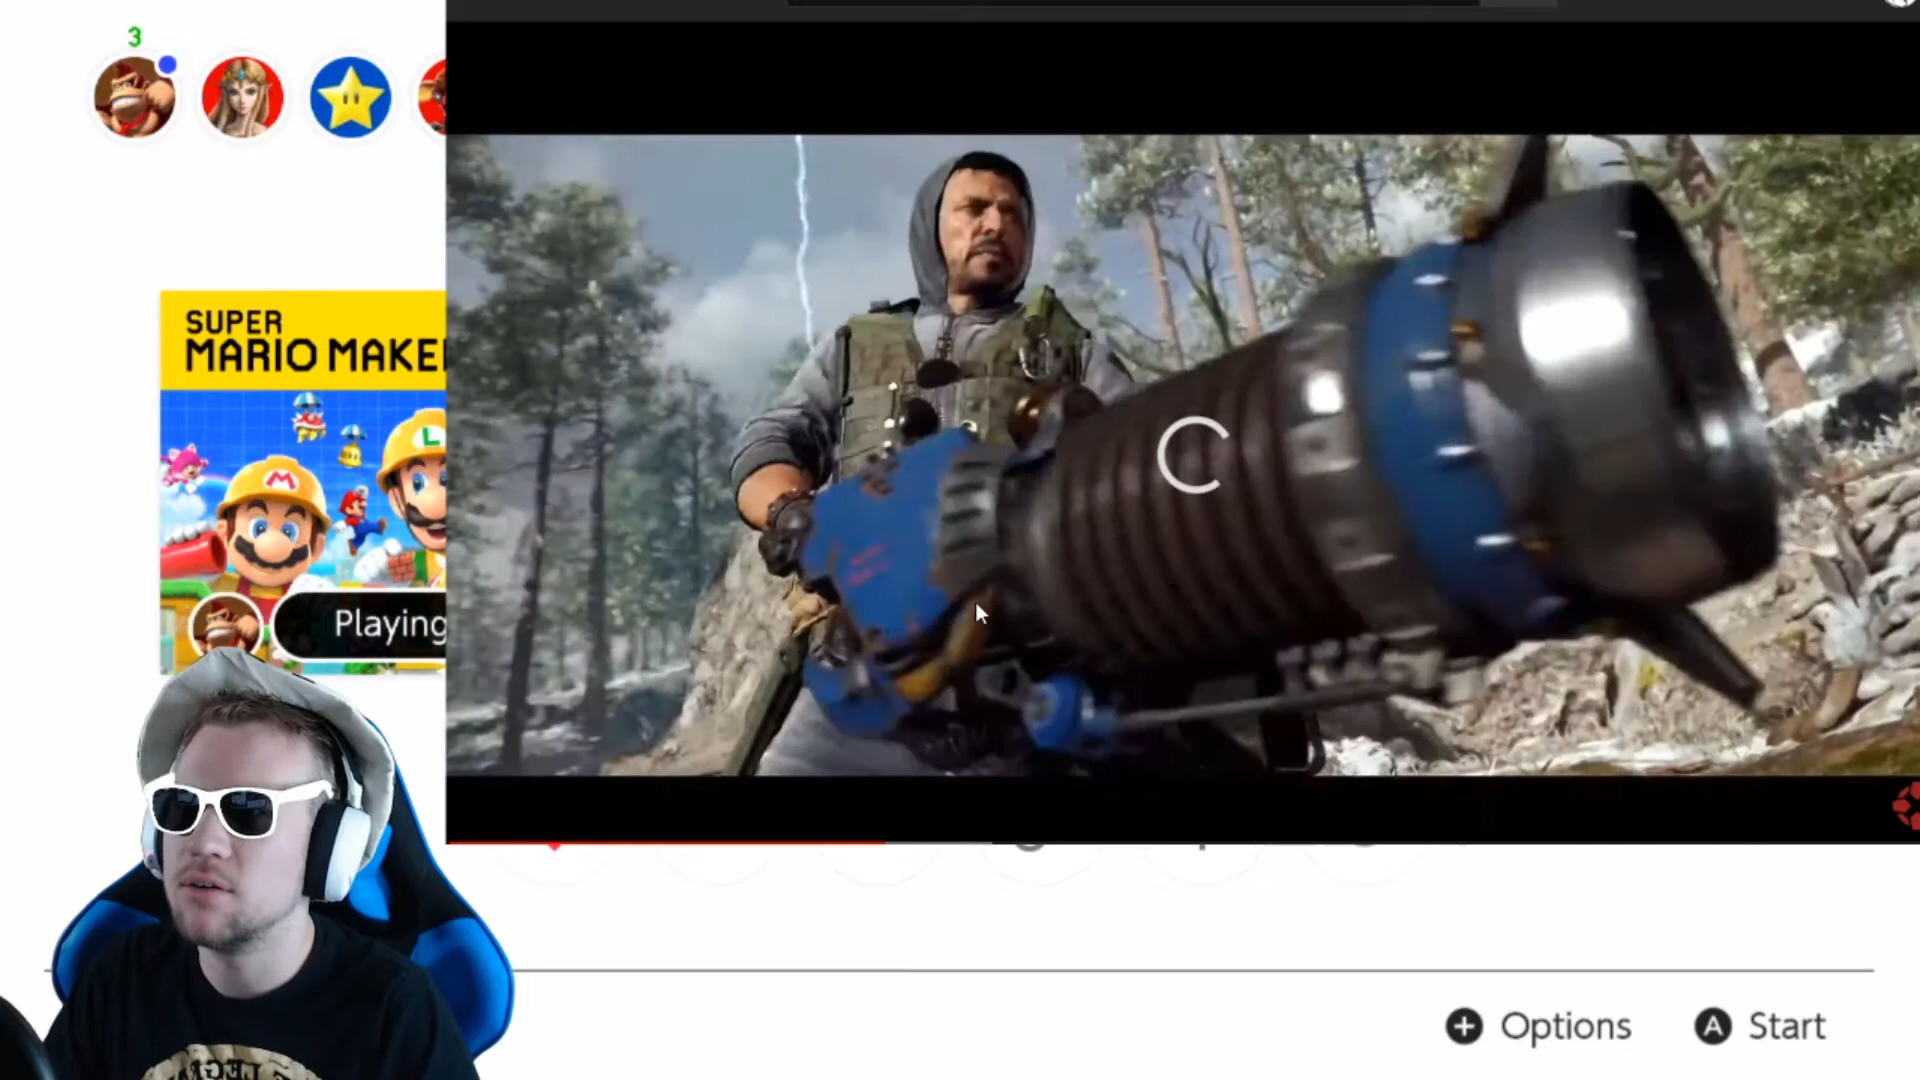 3
SUPER
MARIO MAKE
M
L
Playing
+ Options
A Start